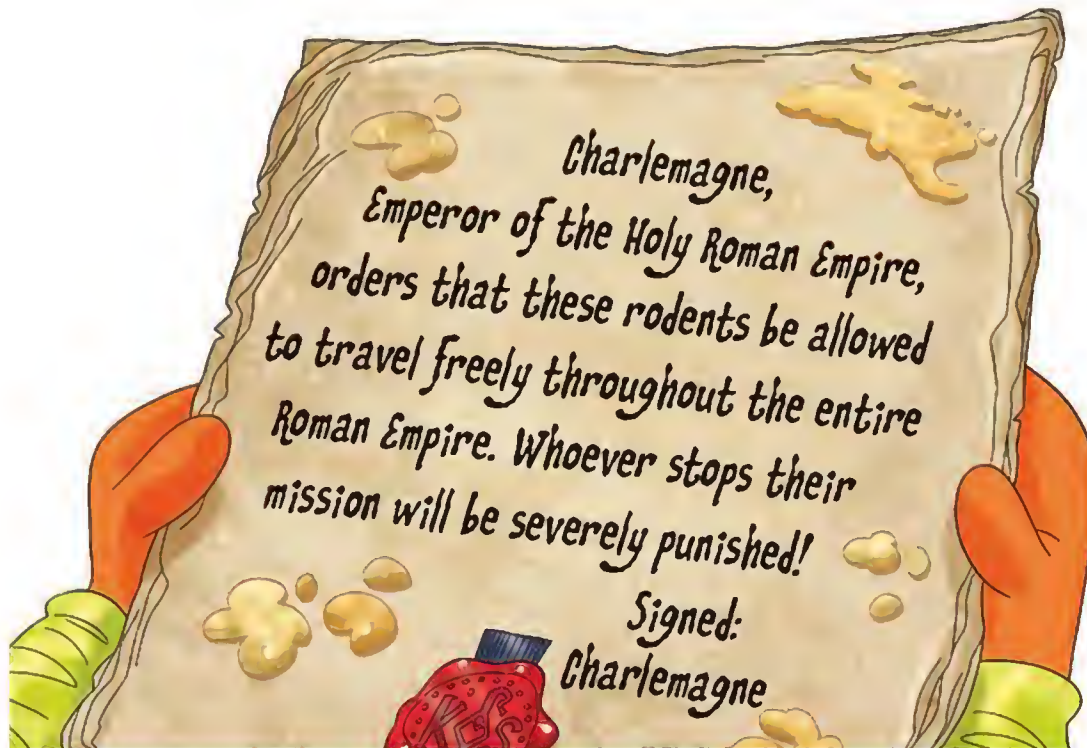 Charlemagne,
Emperor of the Holy Roman Empire,
orders that these rodents be allowed
to travel freely throughout the entire
Roman Empire. Whoever stops their
mission will be severely punished!
Signed:
Charlemagne